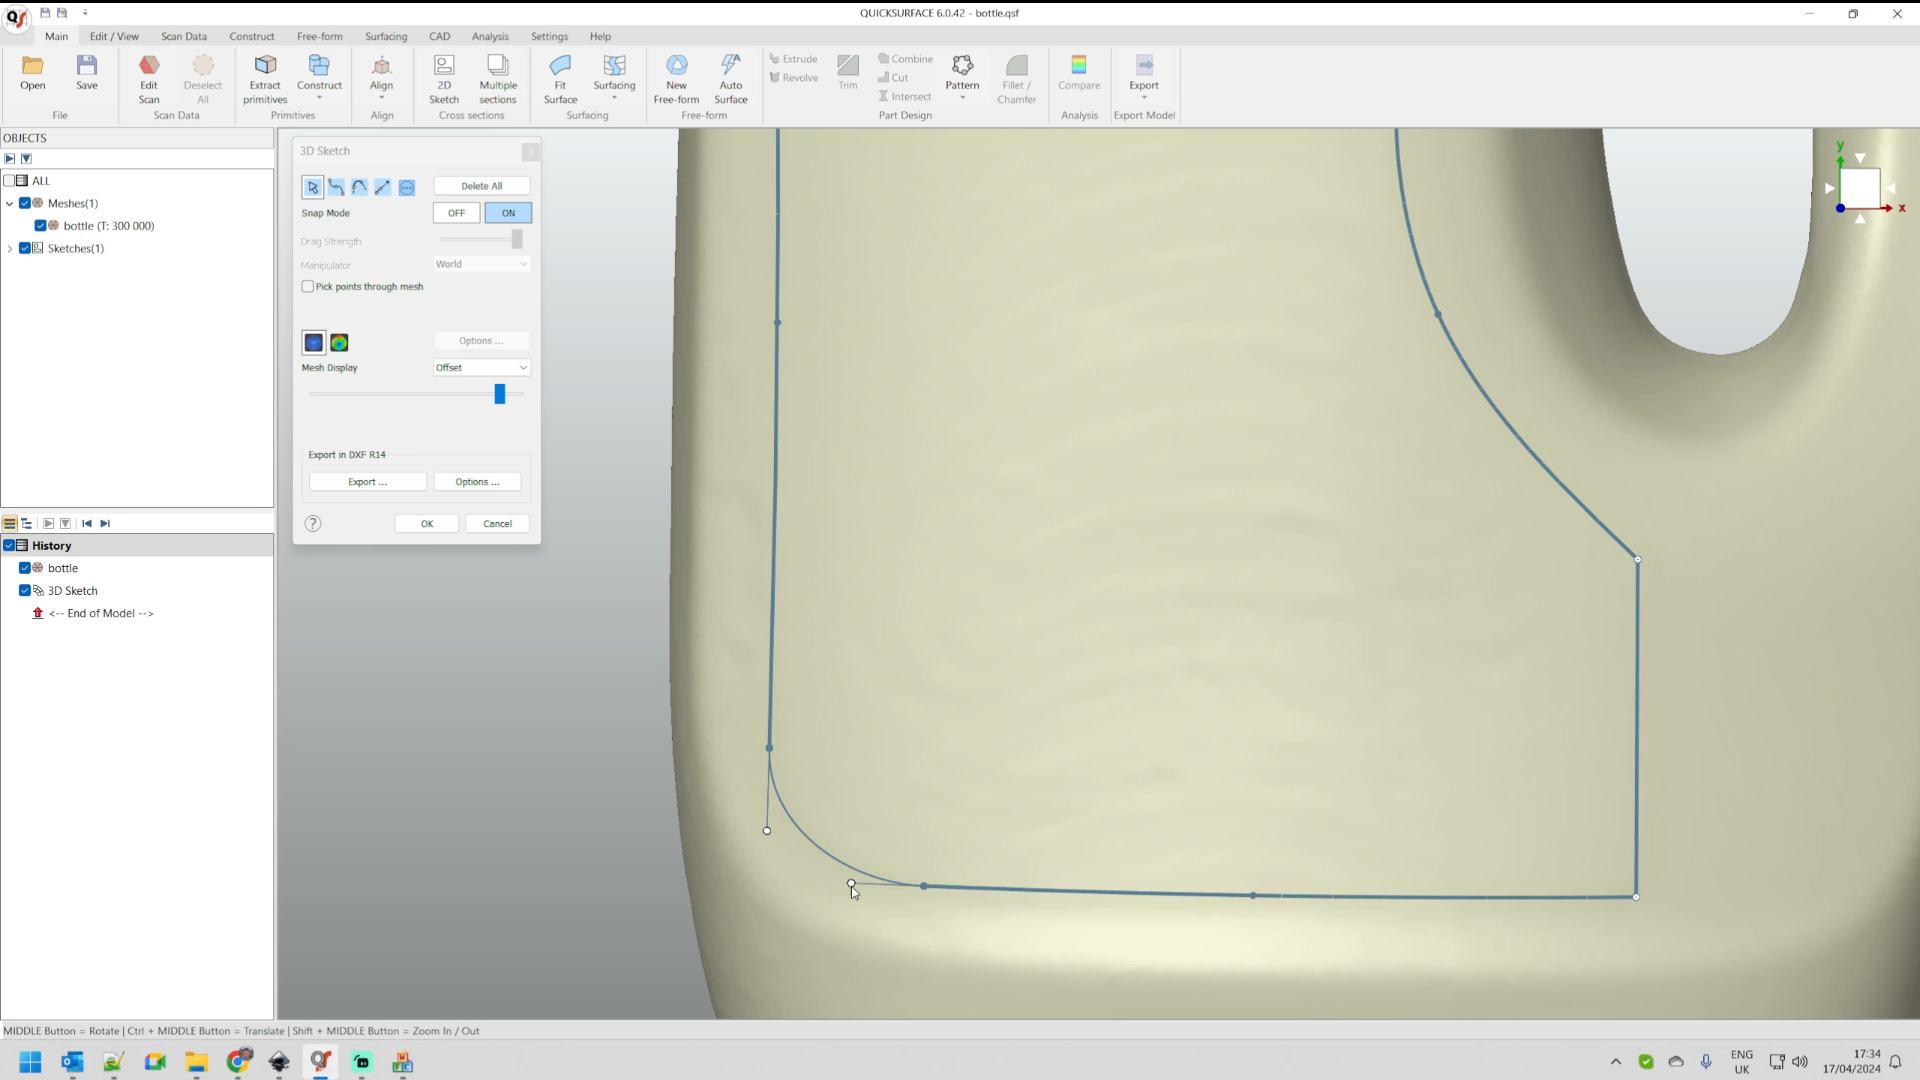 QUICKSURFACE 6.0.42 - bottle.qsf
Main Edit / View Scan Data Construct Free-form Surfacing CAD Analysis Settings Help
Open Save Edit Scan Deselect All Extract primitives Construct Align 2D Sketch Multiple sections Fit Surface Surfacing New Free-form Auto Surface Extrude Revolve Trim Combine Cut Intersect Pattern Fillet / Chamfer Compare Export
File Scan Data Primitives Align Cross sections Surfacing Free-form Part Design Analysis Export Model
OBJECTS
ALL
Meshes(1)
bottle (T: 300 000)
Sketches(1)
3D Sketch
Delete All
Snap Mode OFF ON
Drag Strength
Manipulator World
Pick points through mesh
Options ...
Mesh Display Offset
Export in DXF R14
Export ... Options ...
? OK Cancel
y
x
History
bottle
3D Sketch
<-- End of Model -->
MIDDLE Button = Rotate | Ctrl + MIDDLE Button = Translate | Shift + MIDDLE Button = Zoom In / Out
ENG
UK
17:34
17/04/2024